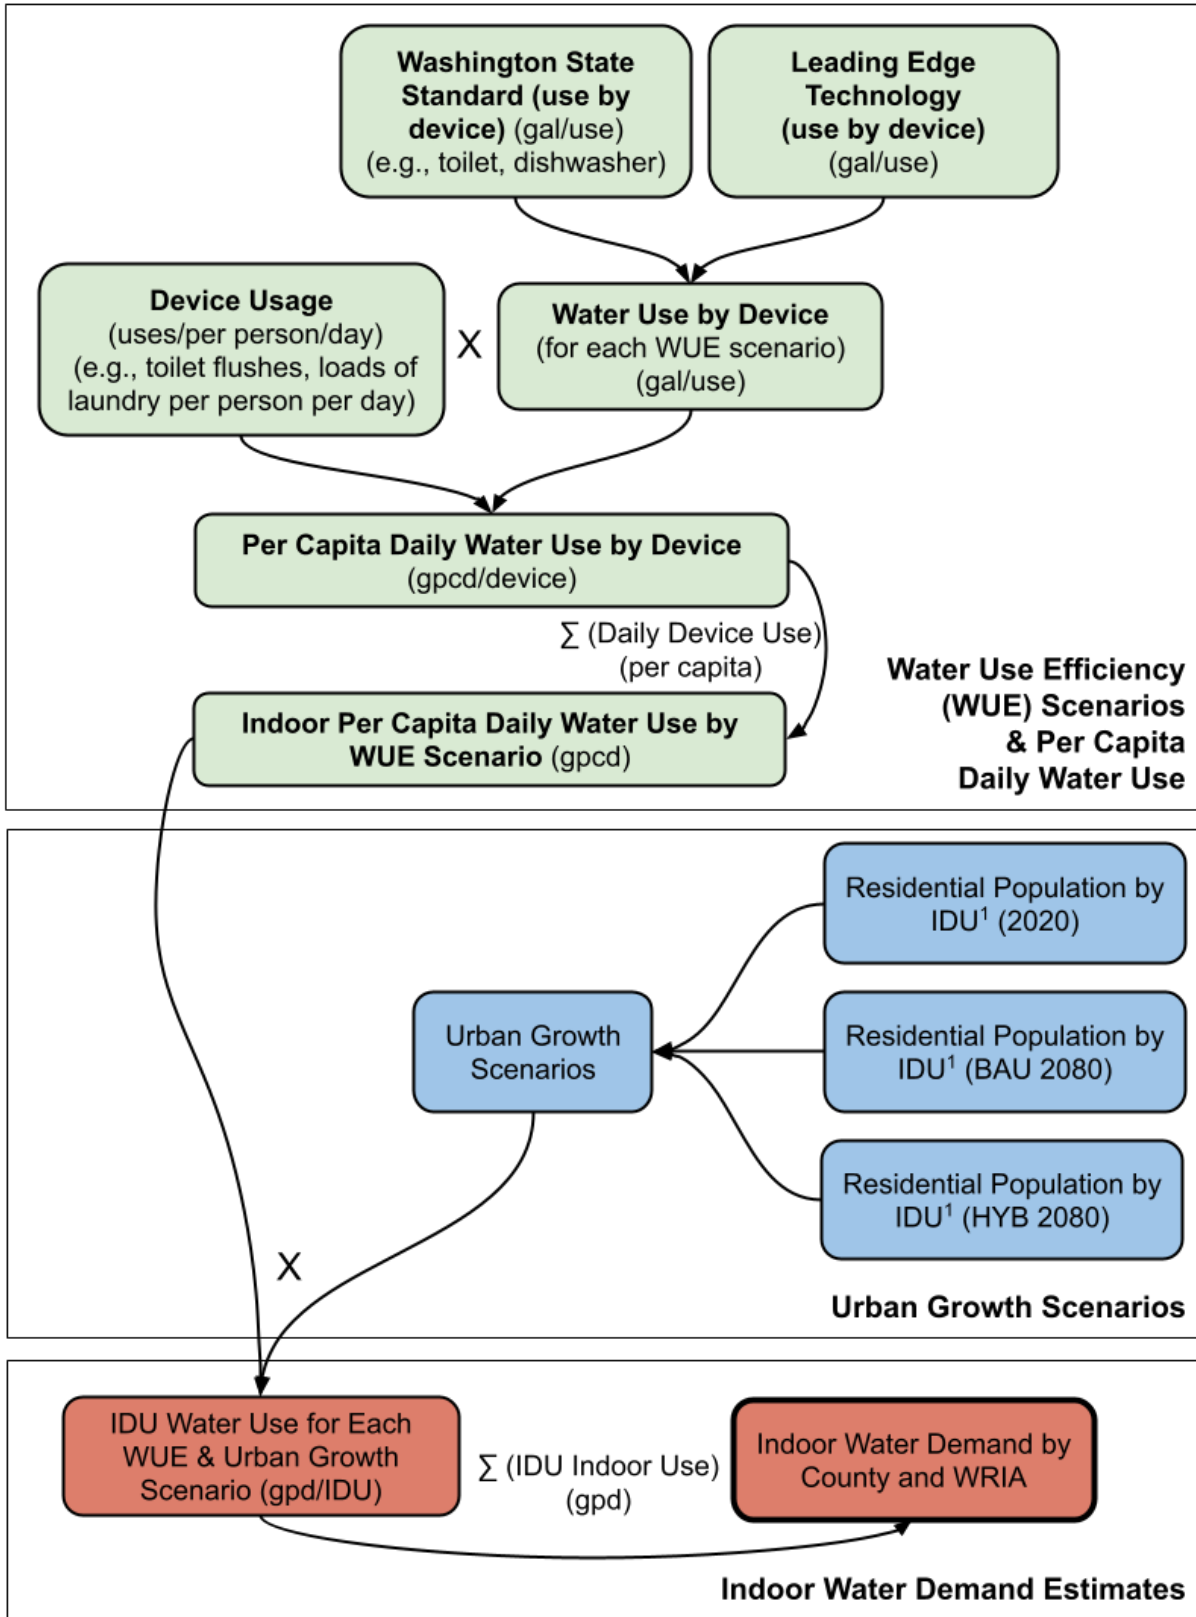 Washington State
Standard (use by
device) (gal/use)
(e.g., toilet, dishwasher)
Leading Edge
Technology
(use by device)
(gal/use)
Device Usage
(uses/per person/day)
(e.g., toilet flushes, loads of
laundry per person per day)
X
Water Use by Device
(for each WUE scenario)
(gal/use)
Per Capita Daily Water Use by Device
(gpcd/device)
∑ (Daily Device Use)
(per capita)
Indoor Per Capita Daily Water Use by
WUE Scenario (gpcd)
Water Use Efficiency
(WUE) Scenarios
& Per Capita
Daily Water Use
Residential Population by
IDU¹ (2020)
Urban Growth
Scenarios
Residential Population by
IDU¹ (BAU 2080)
Residential Population by
IDU¹ (HYB 2080)
X
Urban Growth Scenarios
IDU Water Use for Each
WUE & Urban Growth
Scenario (gpd/IDU)
∑ (IDU Indoor Use)
(gpd)
Indoor Water Demand by
County and WRIA
Indoor Water Demand Estimates